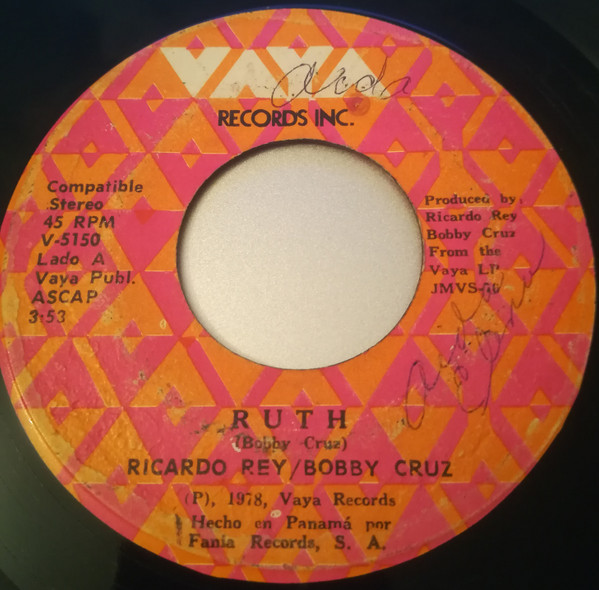 VAYA
RECORDS INC.
Compatible
Stereo
45 RPM
V-5150
Lado A
Vaya Publ.
ASCAP
3:53
Produced by:
Ricardo Rey
Bobby Cruz
From the
Vaya LP
RUTH
(Bobby Cruz)
RICARDO REY/BOBBY CRUZ
(P), 1978, Vaya Records
Hecho en Panamá por
Fania Records, S. A.